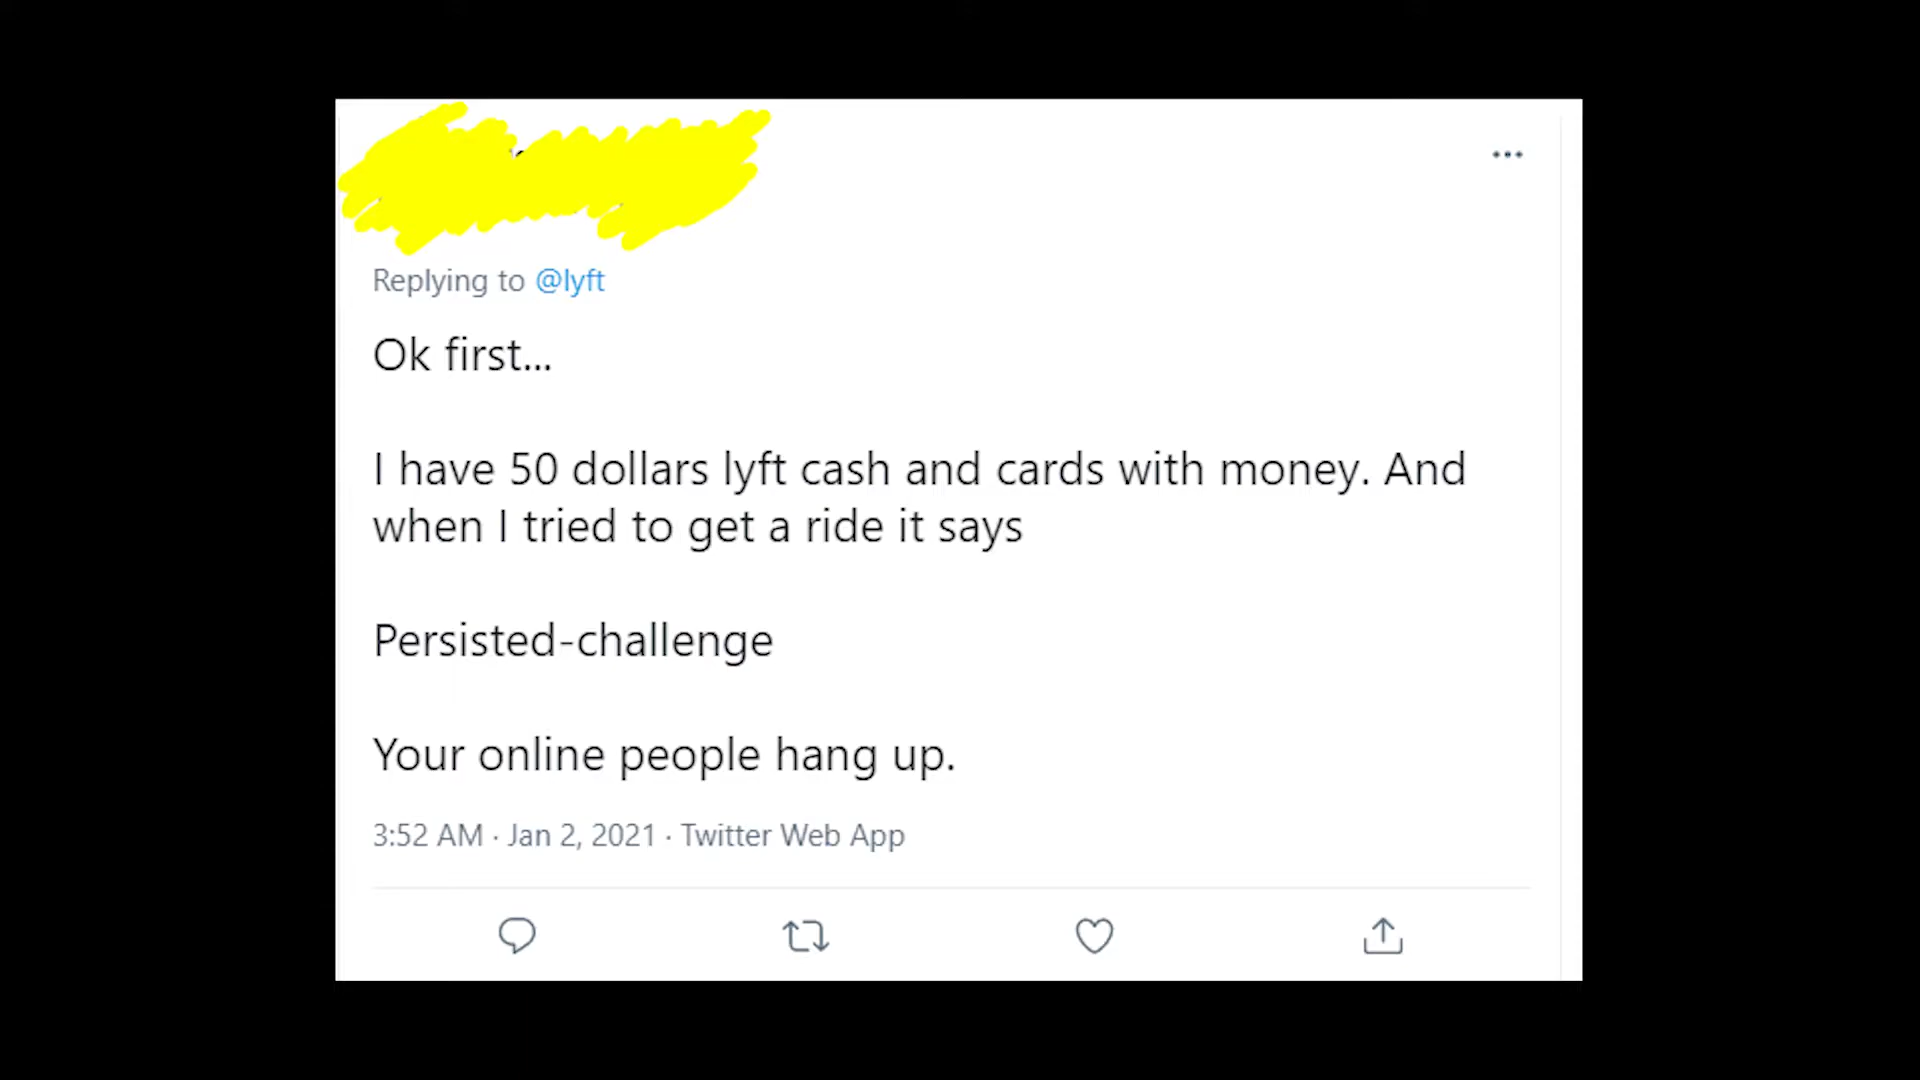 Replying to @lyft
Ok first...
I have 50 dollars lyft cash and cards with money. And
when I tried to get a ride it says
Persisted-challenge
Your online people hang up.
3:52 AM · Jan 2, 2021 · Twitter Web App